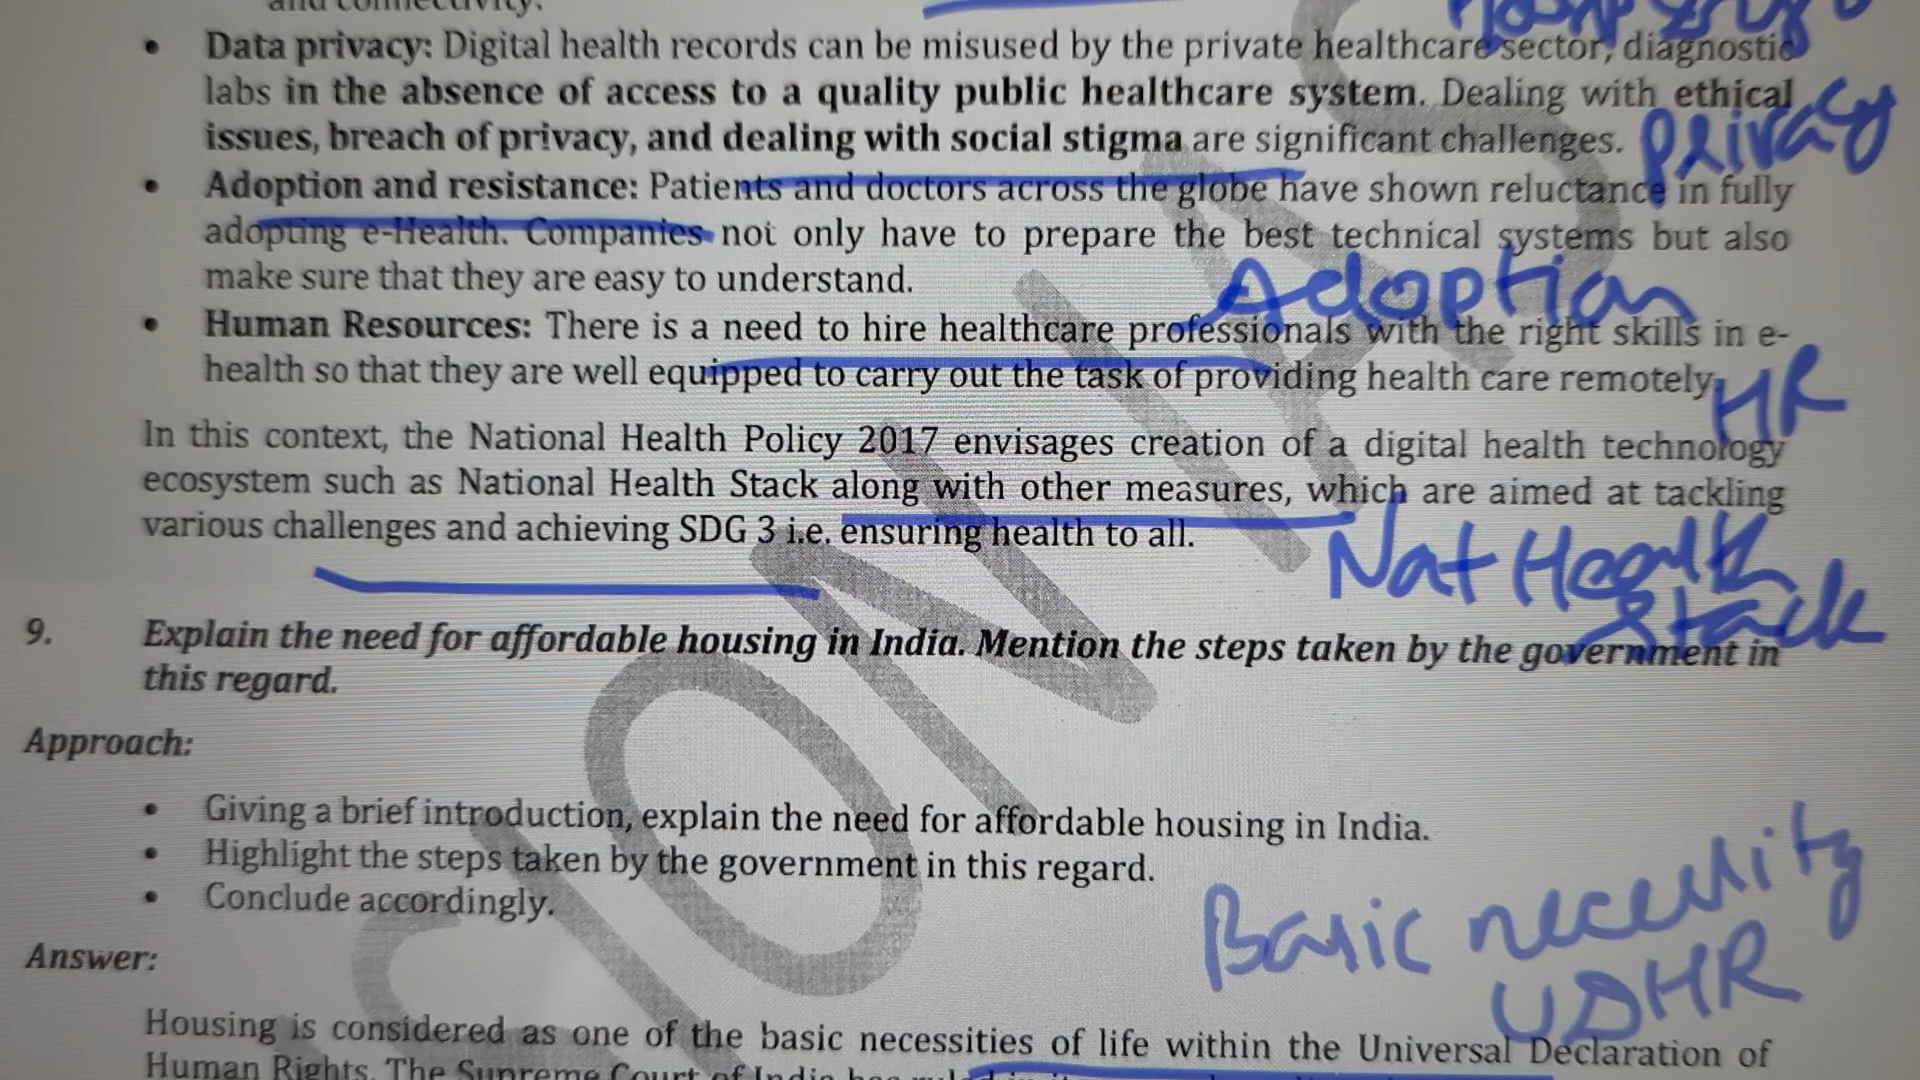 and connectivity.
• Data privacy: Digital health records can be misused by the private healthcare sector, diagnostic
labs in the absence of access to a quality public healthcare system. Dealing with ethical
issues, breach of privacy, and dealing with social stigma are significant challenges.
Privacy
• Adoption and resistance: Patients and doctors across the globe have shown reluctance in fully
adopting e-Health. Companies not only have to prepare the best technical systems but also
make sure that they are easy to understand.
Adoption
• Human Resources: There is a need to hire healthcare professionals with the right skills in e-
health so that they are well equipped to carry out the task of providing health care remotely.
HR
In this context, the National Health Policy 2017 envisages creation of a digital health technology
ecosystem such as National Health Stack along with other measures, which are aimed at tackling
various challenges and achieving SDG 3 i.e. ensuring health to all.
Nat Health
Stack
9. Explain the need for affordable housing in India. Mention the steps taken by the government in
this regard.
Approach:
• Giving a brief introduction, explain the need for affordable housing in India.
• Highlight the steps taken by the government in this regard.
• Conclude accordingly.
Basic necessity
UDHR
Answer:
Housing is considered as one of the basic necessities of life within the Universal Declaration of
Human Rights. The Supreme Court of India has ruled in